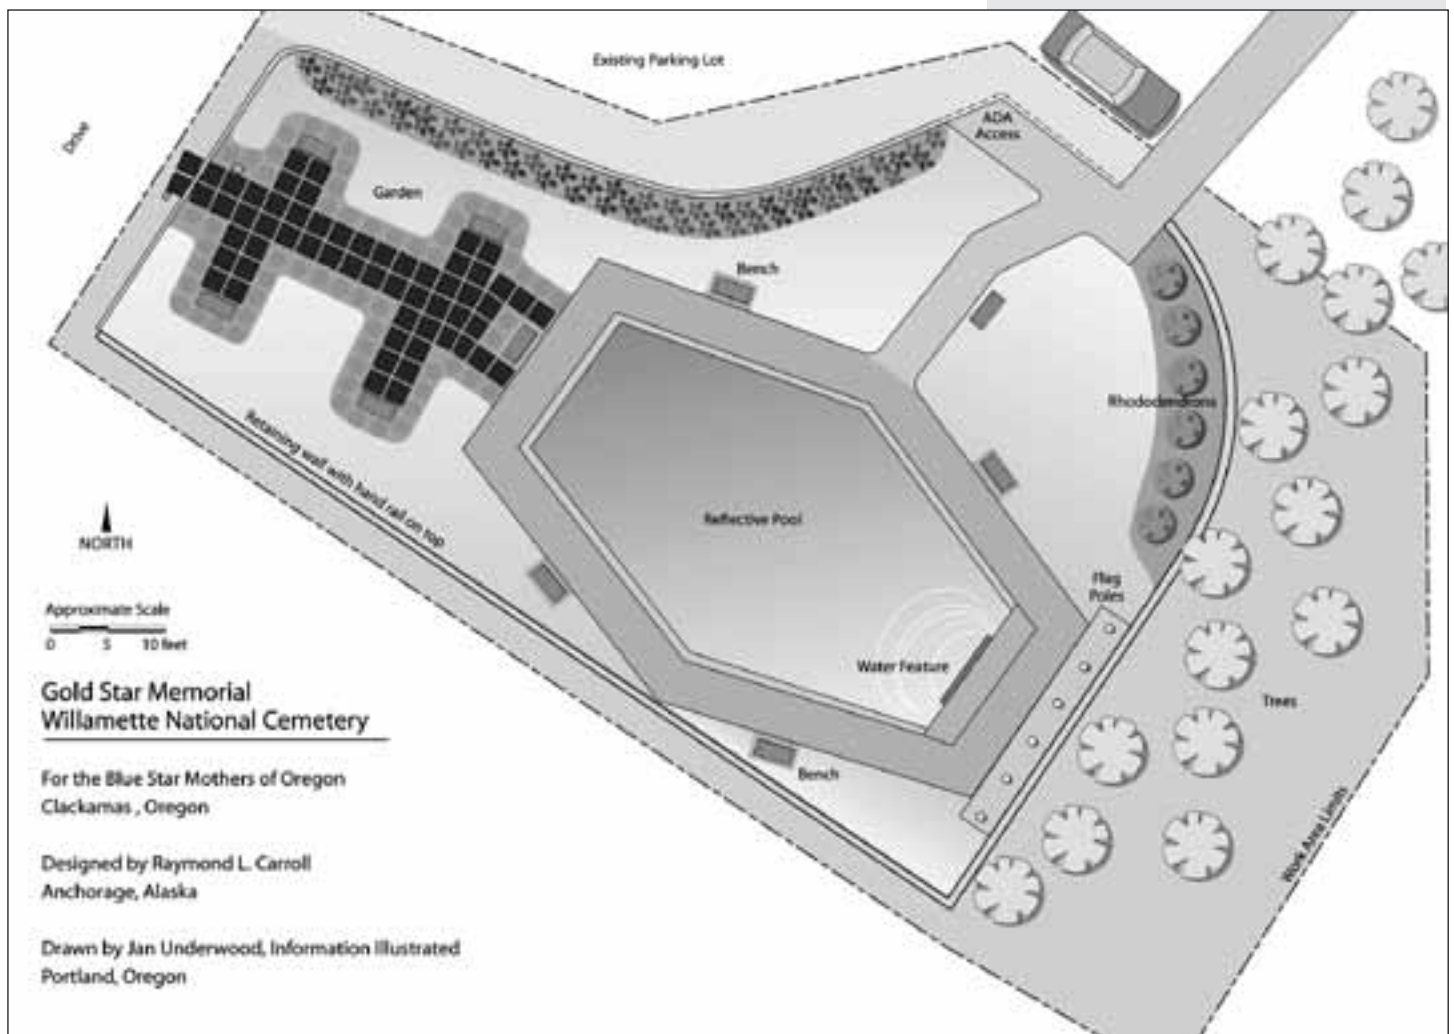 Existing Parking Lot
Drive
ADA
Access
Garden
Bench
Rhododendrons
Retaining wall with hand rail on top
Reflective Pool
NORTH
Flag
Poles
Approximate Scale
0 5 10 feet
Water Feature
Gold Star Memorial
Willamette National Cemetery
Trees
Bench
For the Blue Star Mothers of Oregon
Clackamas , Oregon
Work Area Limits
Designed by Raymond L. Carroll
Anchorage, Alaska
Drawn by Jan Underwood, Information Illustrated
Portland, Oregon